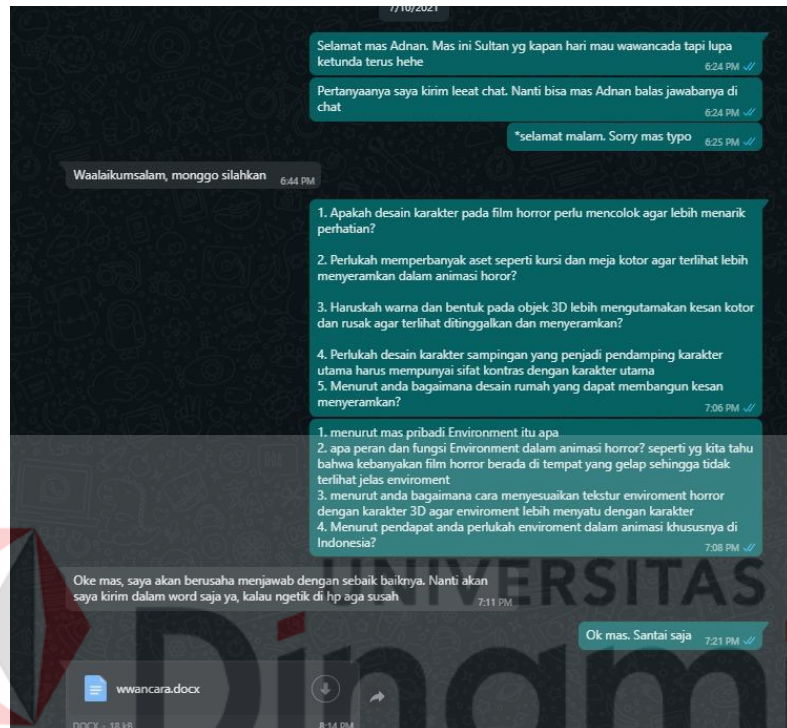 7/10/2021
Selamat mas Adnan. Mas ini Sultan yg kapan hari mau wawancada tapi lupa
ketunda terus hehe
6:24 PM
Pertanyaanya saya kirim leeat chat. Nanti bisa mas Adnan balas jawabanya di
chat
6:24 PM
*selamat malam. Sorry mas typo 6:25 PM
Waalaikumsalam, monggo silahkan 6:44 PM
1. Apakah desain karakter pada film horror perlu mencolok agar lebih menarik
perhatian?
2. Perlukah memperbanyak aset seperti kursi dan meja kotor agar terlihat lebih
menyeramkan dalam animasi horor?
3. Haruskah warna dan bentuk pada objek 3D lebih mengutamakan kesan kotor
dan rusak agar terlihat ditinggalkan dan menyeramkan?
4. Perlukah desain karakter sampingan yang penjadi pendamping karakter
utama harus mempunyai sifat kontras dengan karakter utama
5. Menurut anda bagaimana desain rumah yang dapat membangun kesan
menyeramkan?
7:06 PM
1. menurut mas pribadi Environment itu apa
2. apa peran dan fungsi Environment dalam animasi horror? seperti yg kita tahu
bahwa kebanyakan film horror berada di tempat yang gelap sehingga tidak
terlihat jelas enviroment
3. menurut anda bagaimana cara menyesuaikan tekstur enviroment horror
dengan karakter 3D agar enviroment lebih menyatu dengan karakter
4. Menurut pendapat anda perlukah enviroment dalam animasi khususnya di
Indonesia?
7:08 PM
Oke mas, saya akan berusaha menjawab dengan sebaik baiknya. Nanti akan
saya kirim dalam word saja ya, kalau ngetik di hp aga susah
7:11 PM
UNIVERSITAS
Ok mas. Santai saja 7:21 PM
Dinami
wwancara.docx
DOCX • 18 kB 8:14 PM